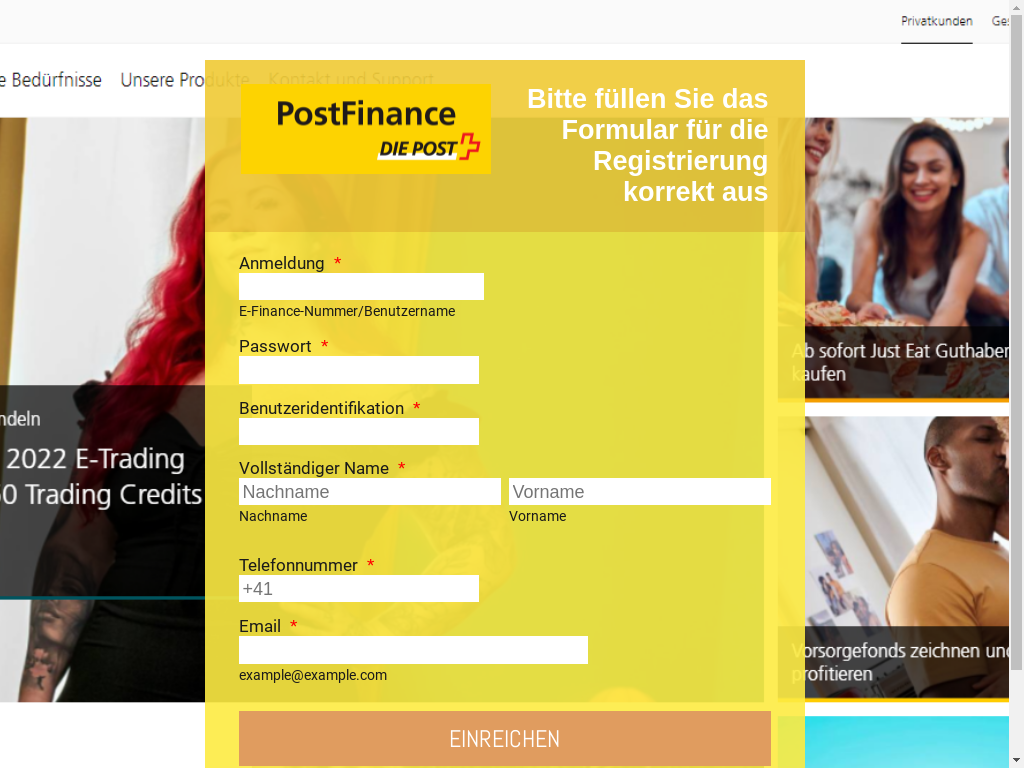 Privatkunden
e Bedürfnisse Unsere Produkte Kontakt und Support
PostFinance
DIE POST
Bitte füllen Sie das
Formular für die
Registrierung
korrekt aus
Anmeldung *
E-Finance-Nummer/Benutzername
Passwort *
Benutzeridentifikation *
Vollständiger Name *
Nachname Vorname
Nachname Vorname
Telefonnummer *
+41
Email *
example@example.com
EINREICHEN
ndeln
2022 E-Trading
0 Trading Credits
Ab sofort Just Eat Guthaben
kaufen
Vorsorgefonds zeichnen und
profitieren